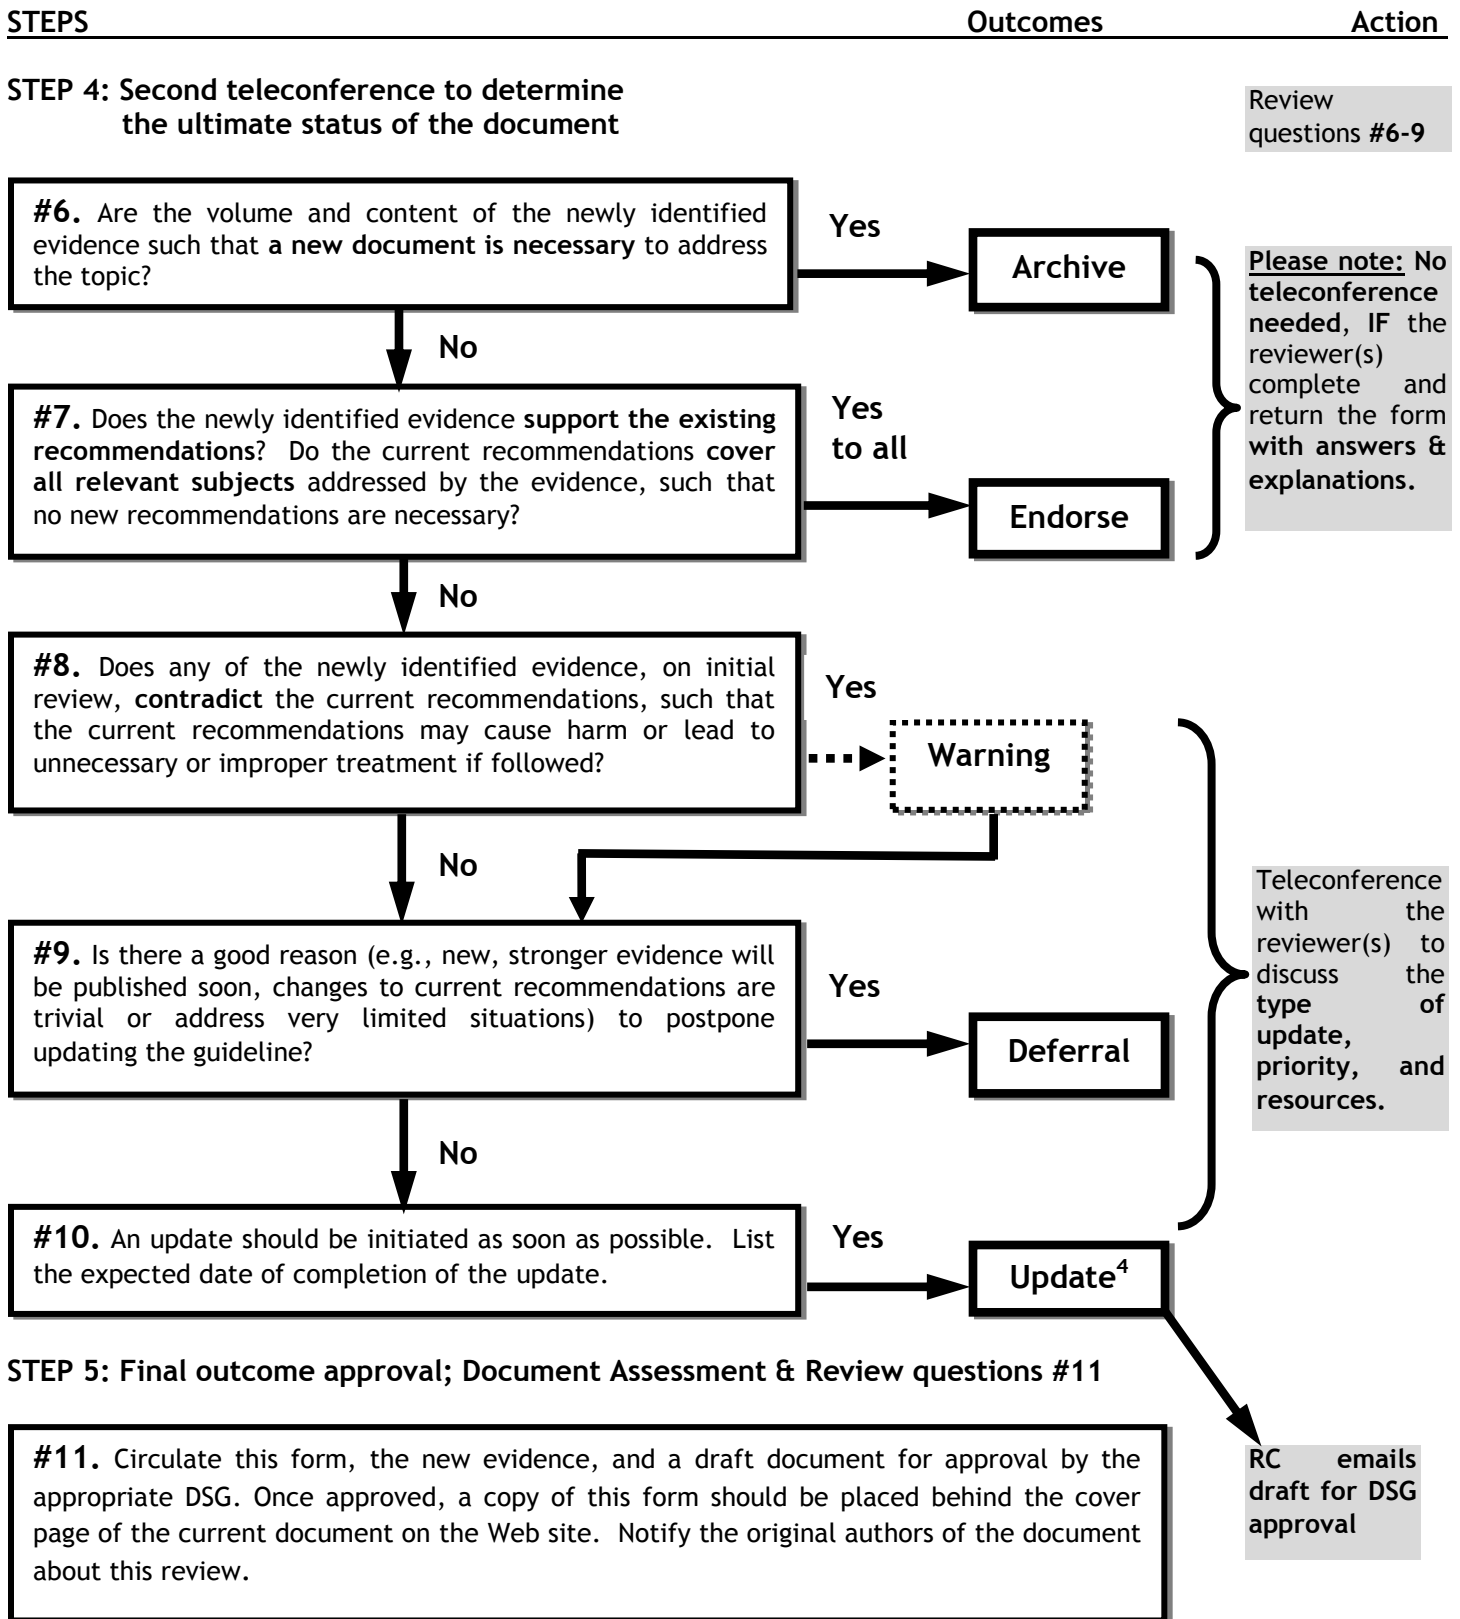 STEPS Outcomes Action
STEP 4: Second teleconference to determine
the ultimate status of the document
Review
questions #6-9
#6. Are the volume and content of the newly identified
evidence such that a new document is necessary to address
the topic?
Yes
Archive
No
Please note: No
teleconference
needed, IF the
reviewer(s)
complete and
return the form
with answers &
explanations.
#7. Does the newly identified evidence support the existing
recommendations? Do the current recommendations cover
all relevant subjects addressed by the evidence, such that
no new recommendations are necessary?
Yes
to all
Endorse
No
#8. Does any of the newly identified evidence, on initial
review, contradict the current recommendations, such that
the current recommendations may cause harm or lead to
unnecessary or improper treatment if followed?
Yes
Warning
No
#9. Is there a good reason (e.g., new, stronger evidence will
be published soon, changes to current recommendations are
trivial or address very limited situations) to postpone
updating the guideline?
Yes
Deferral
Teleconference
with the
reviewer(s) to
discuss the
type of
update,
priority, and
resources.
No
#10. An update should be initiated as soon as possible. List
the expected date of completion of the update.
Yes
Update4
STEP 5: Final outcome approval; Document Assessment & Review questions #11
#11. Circulate this form, the new evidence, and a draft document for approval by the
appropriate DSG. Once approved, a copy of this form should be placed behind the cover
page of the current document on the Web site. Notify the original authors of the document
about this review.
RC emails
draft for DSG
approval